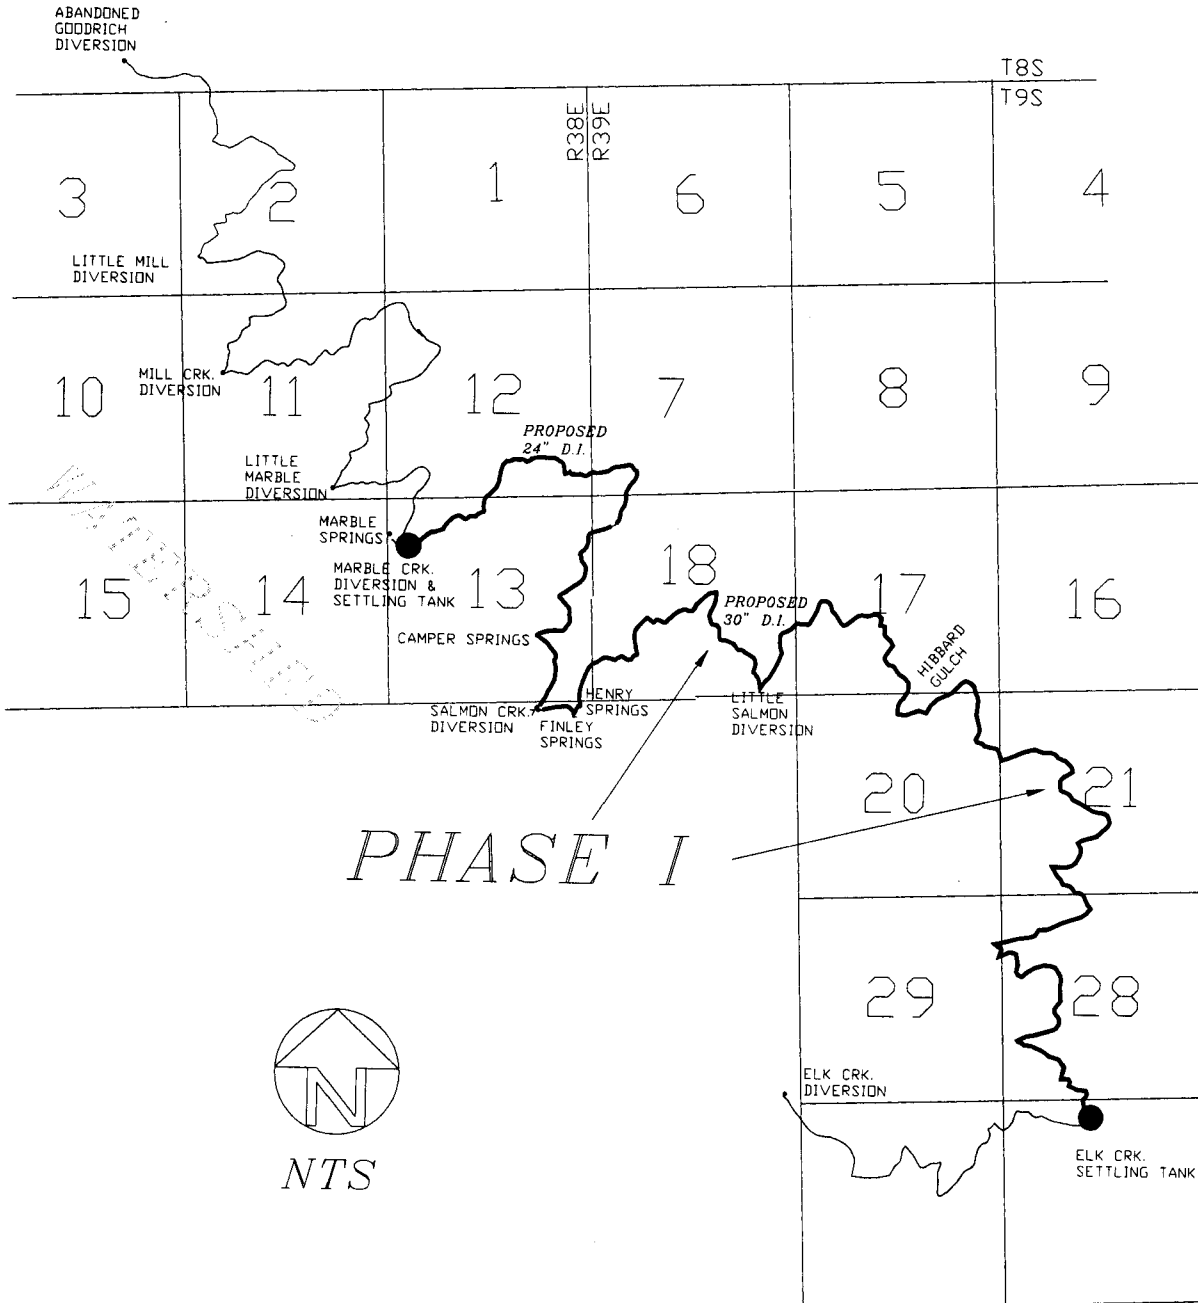 ABANDONED
GOODRICH
DIVERSION
T8S
T9S
R38E
R39E
3
2
1
6
5
4
LITTLE MILL
DIVERSION
MILL CRK.
DIVERSION
10
11
12
7
8
9
PROPOSED
24" D.I.
LITTLE
MARBLE
DIVERSION
MARBLE
SPRINGS
MARBLE CRK.
DIVERSION &
SETTLING TANK
WATERSHED
15
14
13
18
17
16
PROPOSED
30" D.I.
CAMPER SPRINGS
HIBBARD
GULCH
SALMON CRK.
DIVERSION
FINLEY
SPRINGS
HENRY
SPRINGS
LITTLE
SALMON
DIVERSION
20
21
PHASE I
29
28
N
NTS
ELK CRK.
DIVERSION
ELK CRK.
SETTLING TANK